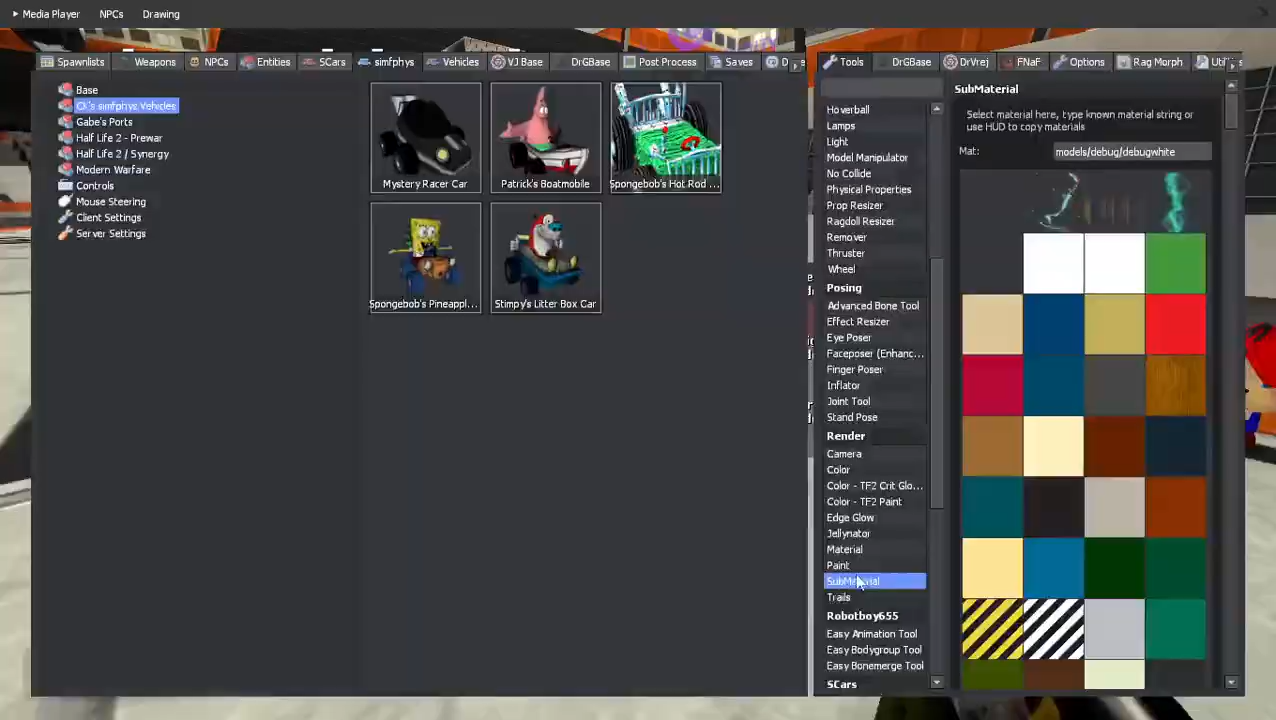 Media Player NPCs Drawing
Spawnlists Weapons NPCs Entities SCars simfphys Vehicles VJ Base DrGBase Post Process Saves
Base
CX's simfphys Vehicles
Gabe's Ports
Half Life 2 - Prewar
Half Life 2 / Synergy
Modern Warfare
Controls
Mouse Steering
Client Settings
Server Settings
Mystery Racer Car
Patrick's Boatmobile
Spongebob's Hot Rod ...
Spongebob's Pineappl...
Stimpy's Litter Box Car
Tools DrGBase DrVrej FNaF Options Rag Morph
Hoverball
Lamps
Light
Model Manipulator
No Collide
Physical Properties
Prop Resizer
Ragdoll Resizer
Remover
Thruster
Wheel
Posing
Advanced Bone Tool
Effect Resizer
Eye Poser
Faceposer (Enhanc...
Finger Poser
Inflator
Joint Tool
Stand Pose
Render
Camera
Color
Color - TF2 Crit Glo...
Color - TF2 Paint
Edge Glow
Jellynator
Material
Paint
SubMaterial
Trails
Robotboy655
Easy Animation Tool
Easy Bodygroup Tool
Easy Bonemerge Tool
SCars
SubMaterial
Select material here, type known material string or
use HUD to copy materials
Mat: models/debug/debugwhite